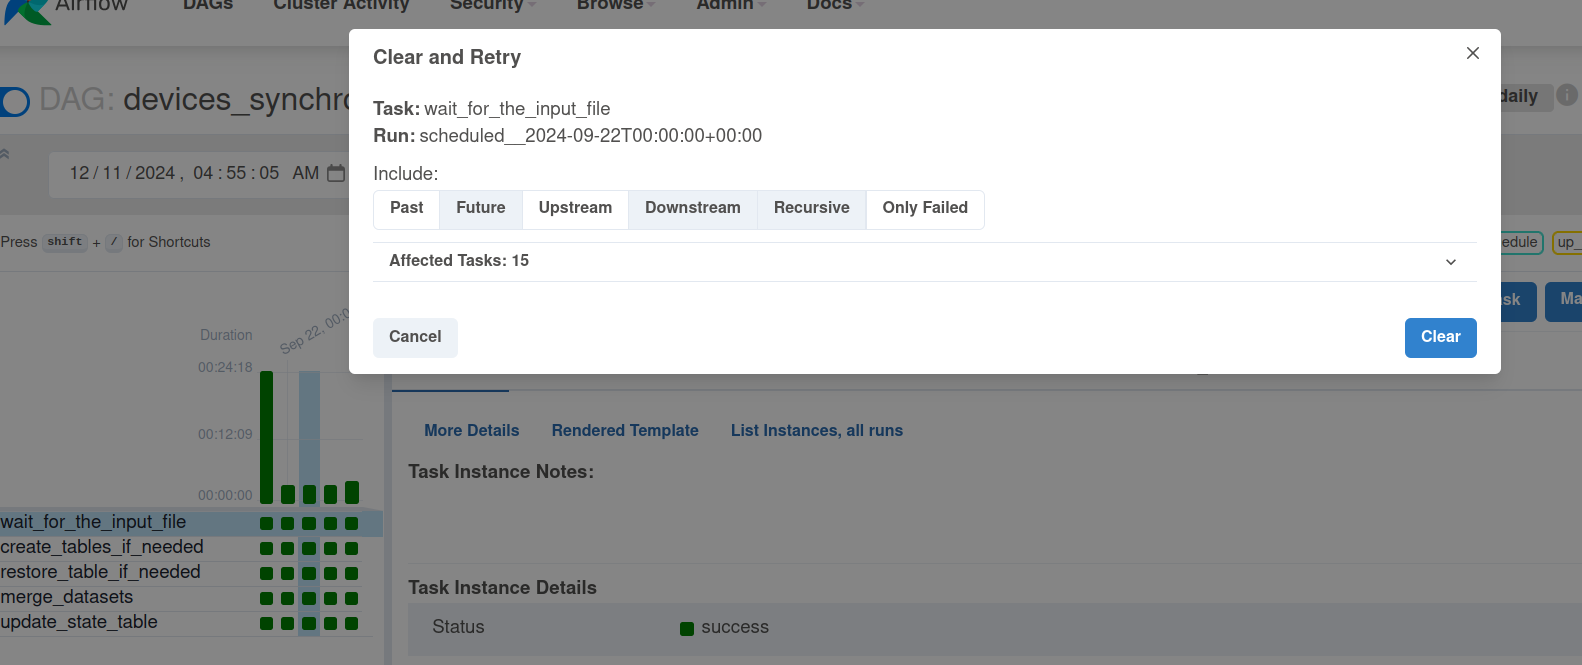 Airflow
DAGs
Cluster Activity
Security
Browse
Admin
Docs
Clear and Retry
DAG: devices_synchro
daily
Task: wait_for_the_input_file
Run: scheduled__2024-09-22T00:00:00+00:00
12 / 11 / 2024 , 04 : 55 : 05 AM
Include:
Past Future Upstream Downstream Recursive Only Failed
Press shift + / for Shortcuts
edule
up_
Affected Tasks: 15
sk
Ma
Cancel
Clear
Duration
Sep 22, 00:0
00:24:18
00:12:09
00:00:00
More Details Rendered Template List Instances, all runs
Task Instance Notes:
wait_for_the_input_file
create_tables_if_needed
restore_table_if_needed
merge_datasets
update_state_table
Task Instance Details
Status success